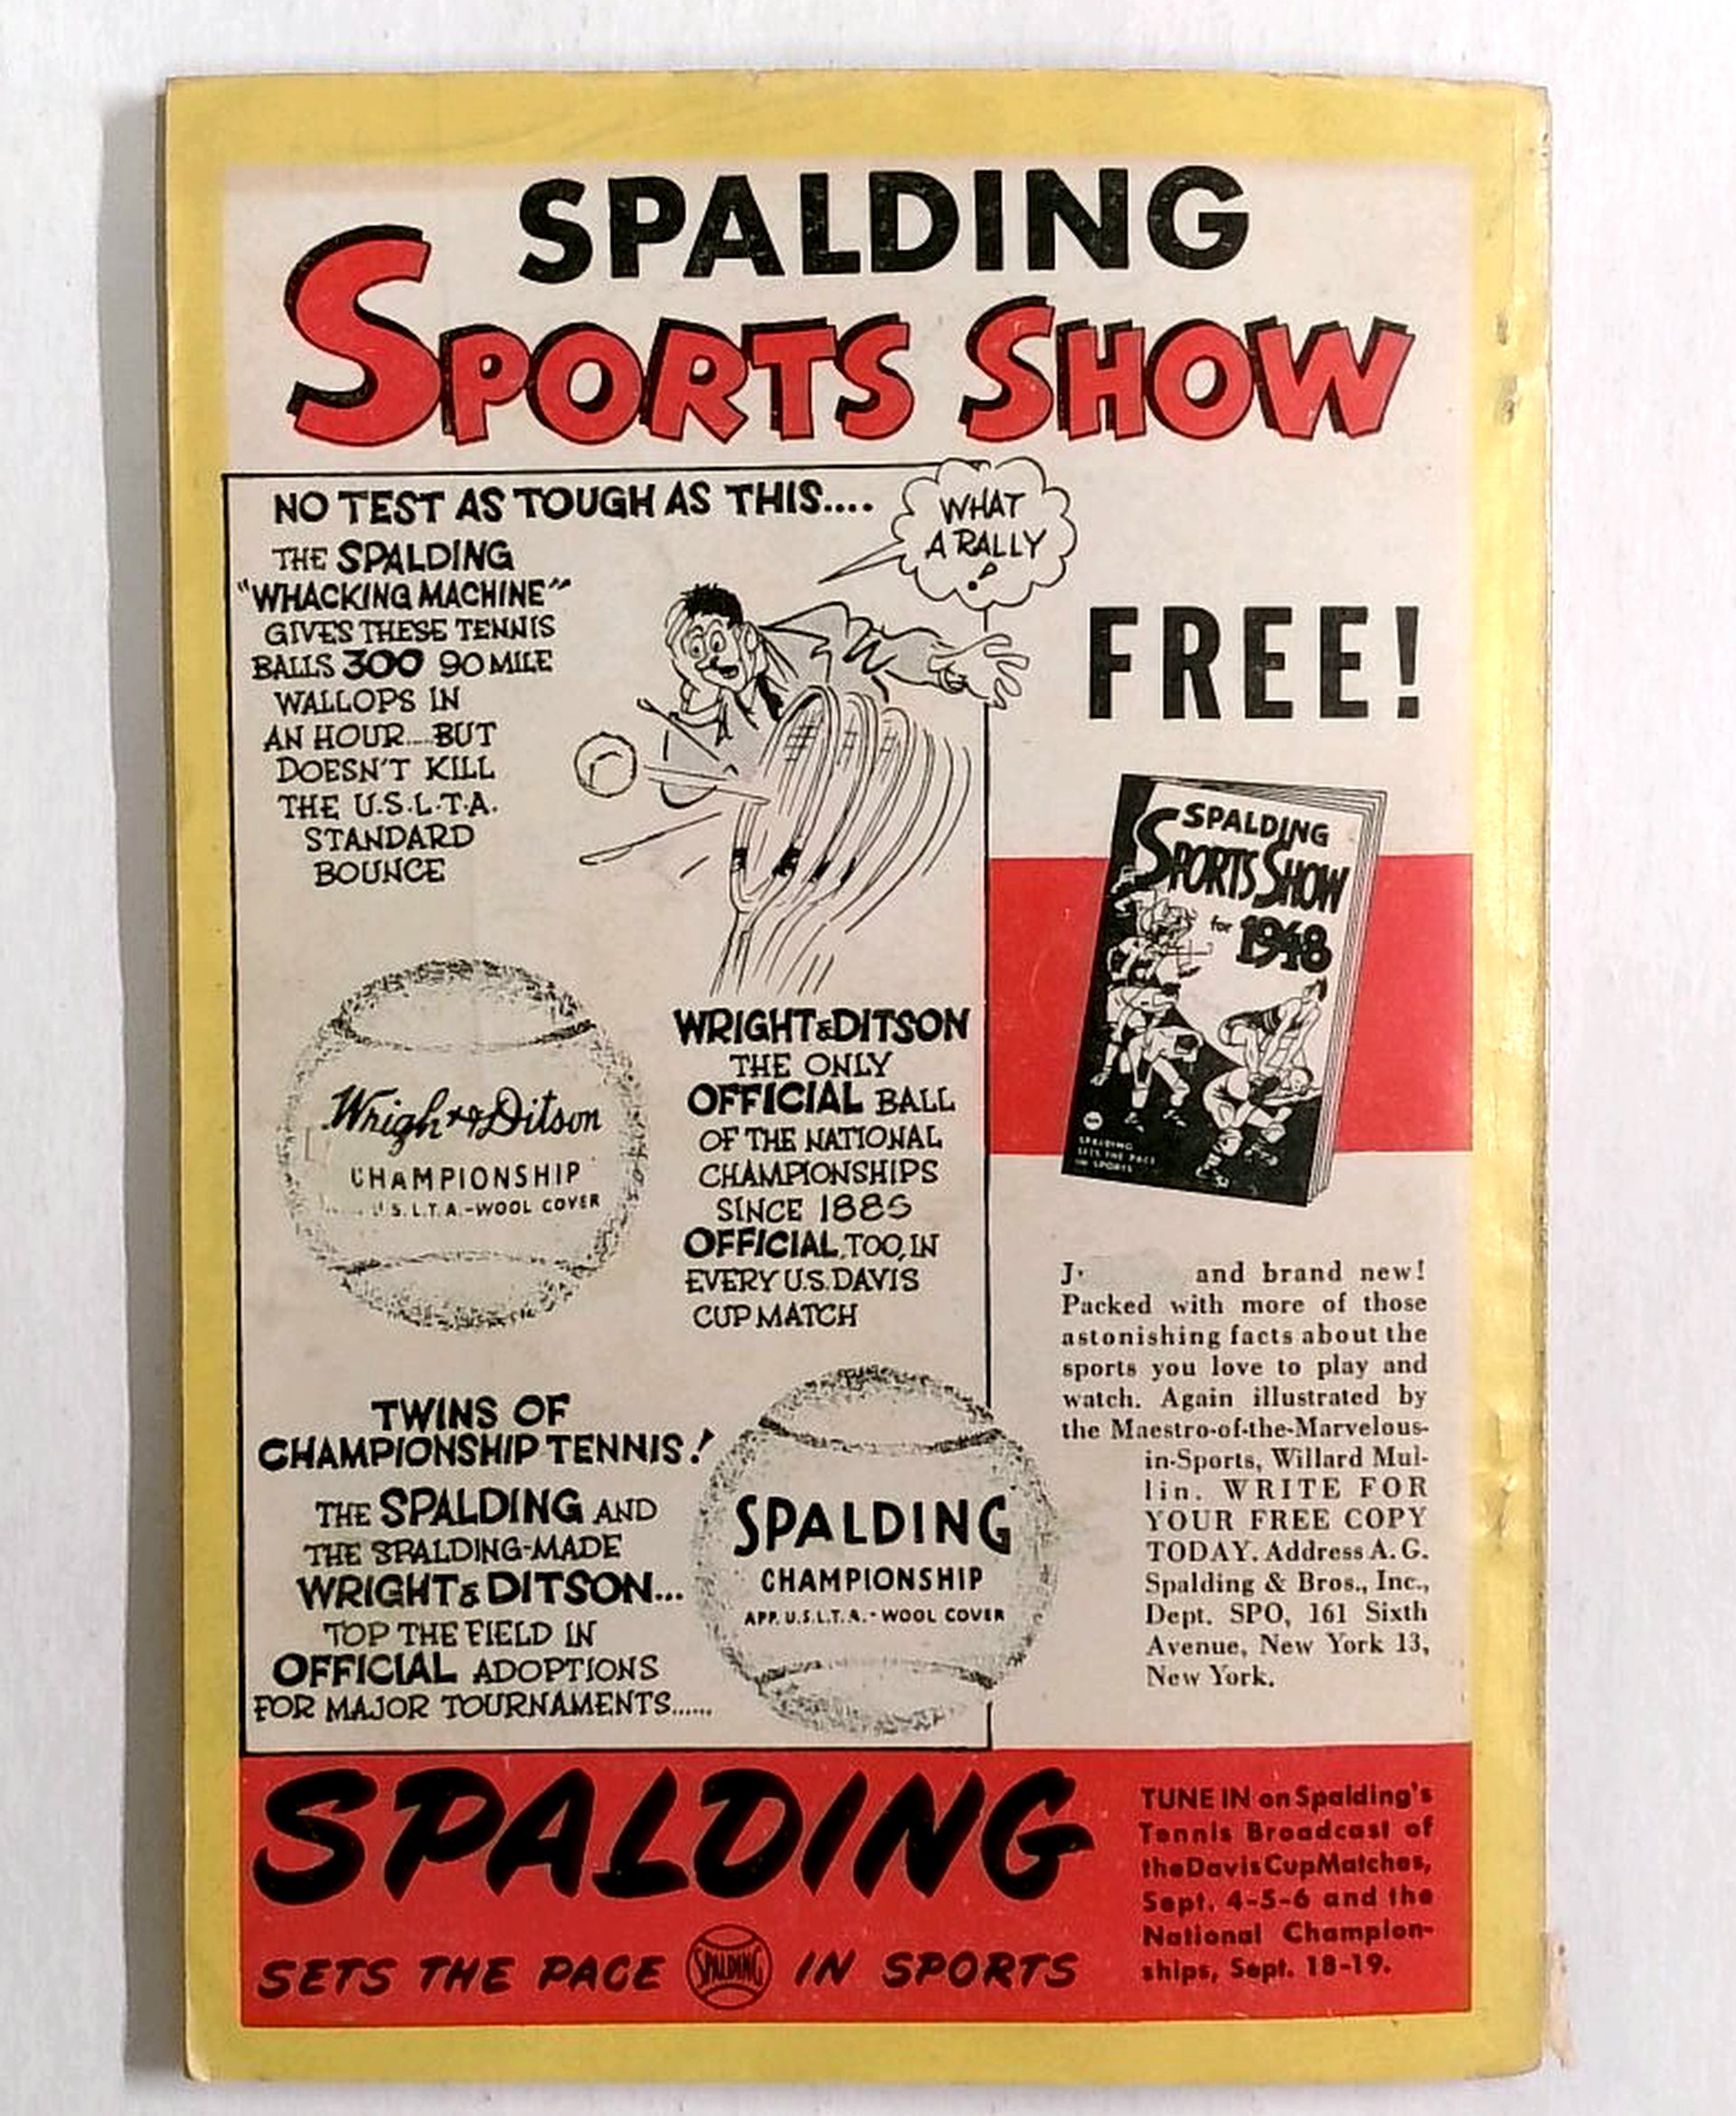 SPALDING
SPORTS SHOW
NO TEST AS TOUGH AS THIS....
THE SPALDING
"WHACKING MACHINE"
GIVES THESE TENNIS
BALLS 300 90 MILE
WALLOPS IN
AN HOUR....BUT
DOESN'T KILL
THE U.S.L.T.A.
STANDARD
BOUNCE
WHAT
A RALLY
!
Wright & Ditson
CHAMPIONSHIP
U.S.L.T.A.-WOOL COVER
WRIGHT & DITSON
THE ONLY
OFFICIAL BALL
OF THE NATIONAL
CHAMPIONSHIPS
SINCE 1886
OFFICIAL, TOO, IN
EVERY U.S. DAVIS
CUP MATCH
TWINS OF
CHAMPIONSHIP TENNIS!
THE SPALDING AND
THE SPALDING-MADE
WRIGHT & DITSON...
TOP THE FIELD IN
OFFICIAL ADOPTIONS
FOR MAJOR TOURNAMENTS......
SPALDING
CHAMPIONSHIP
APP. U.S.L.T.A.-WOOL COVER
FREE!
SPALDING
SPORTS SHOW
for 1948
SPALDING
SETS THE PACE
IN SPORTS
and brand new!
Packed with more of those
astonishing facts about the
sports you love to play and
watch. Again illustrated by
the Maestro-of-the-Marvelous-
in-Sports, Willard Mul-
lin. WRITE FOR
YOUR FREE COPY
TODAY. Address A. G.
Spalding & Bros., Inc.,
Dept. SPO, 161 Sixth
Avenue, New York 13,
New York.
SPALDING
SETS THE PACE SPALDING IN SPORTS
TUNE IN on Spalding's
Tennis Broadcast of
the Davis Cup Matches,
Sept. 4-5-6 and the
National Champion-
ships, Sept. 18-19.